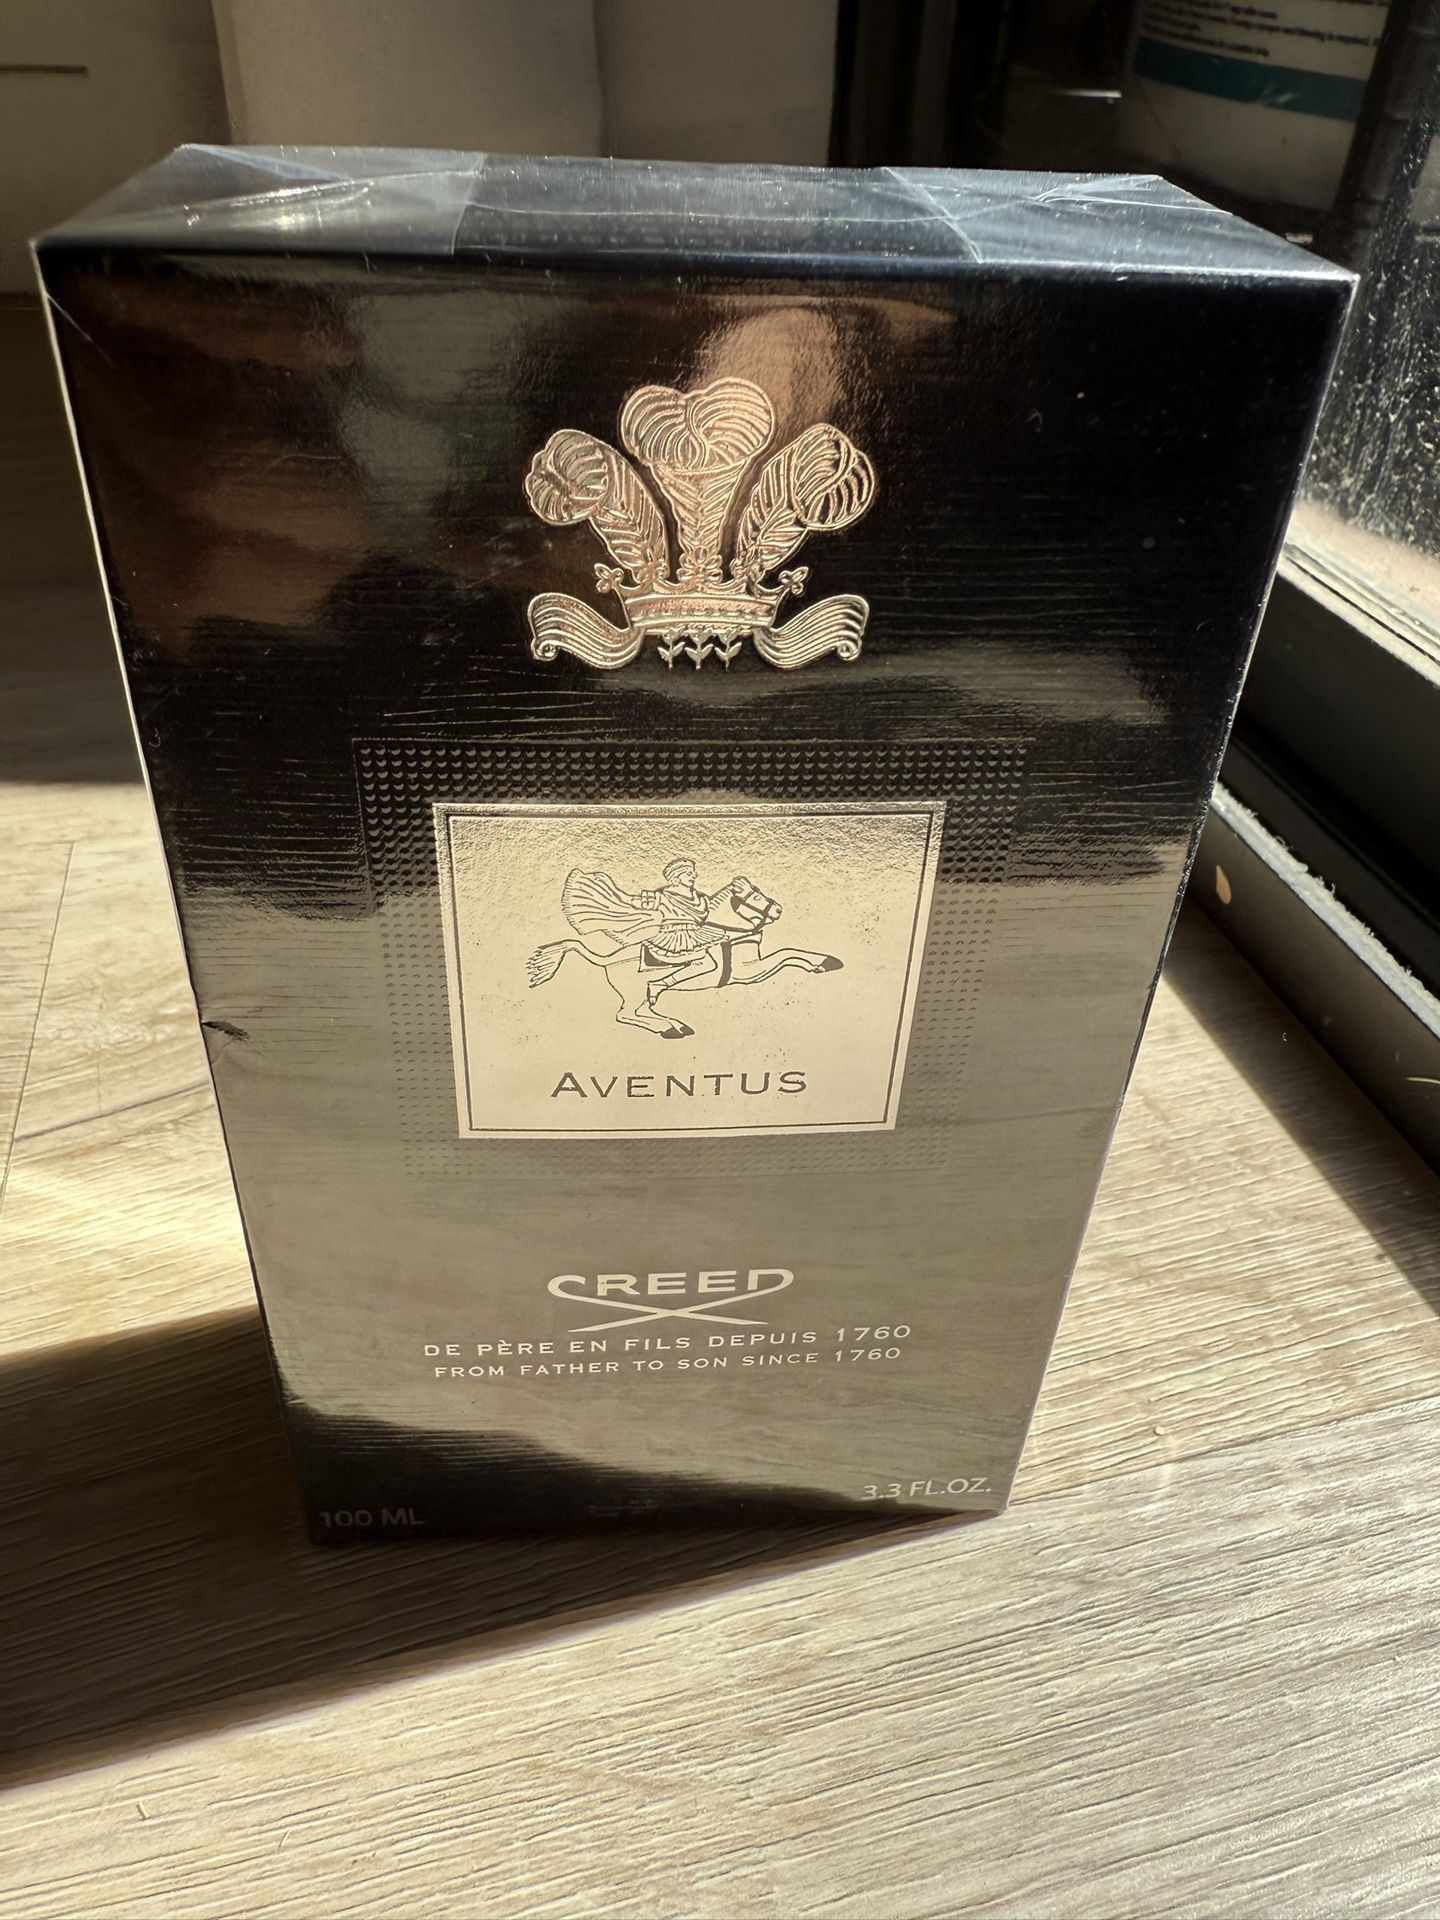 AVENTUS
CREED
DE PÈRE EN FILS DEPUIS 1760
FROM FATHER TO SON SINCE 1760
100 ML
3.3 FL.OZ.